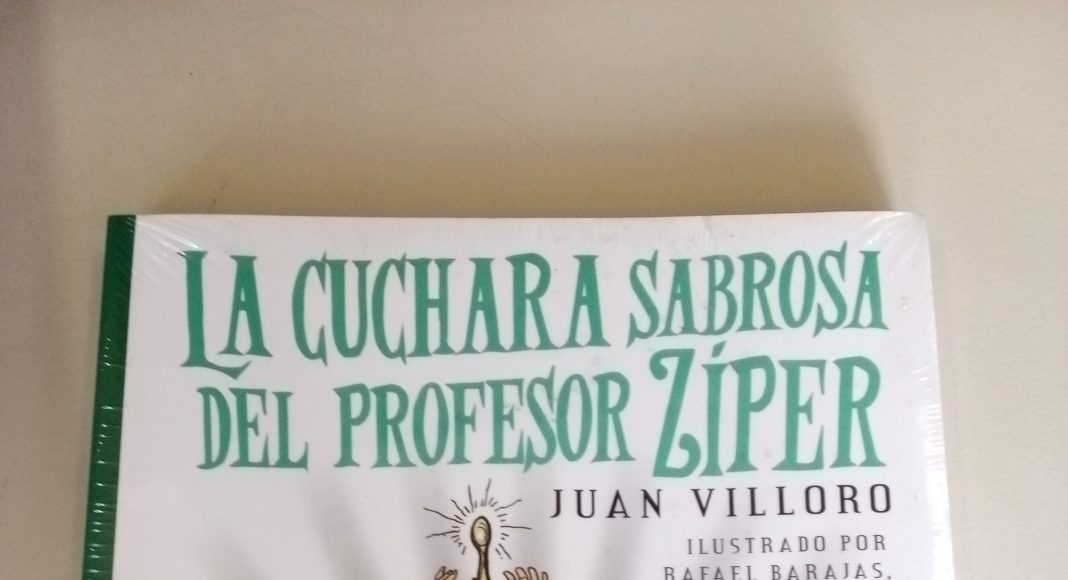 LA CUCHARA SABROSA
DEL PROFESOR ZÍPER
JUAN VILLORO
ILUSTRADO POR
RAFAEL BARAJAS,